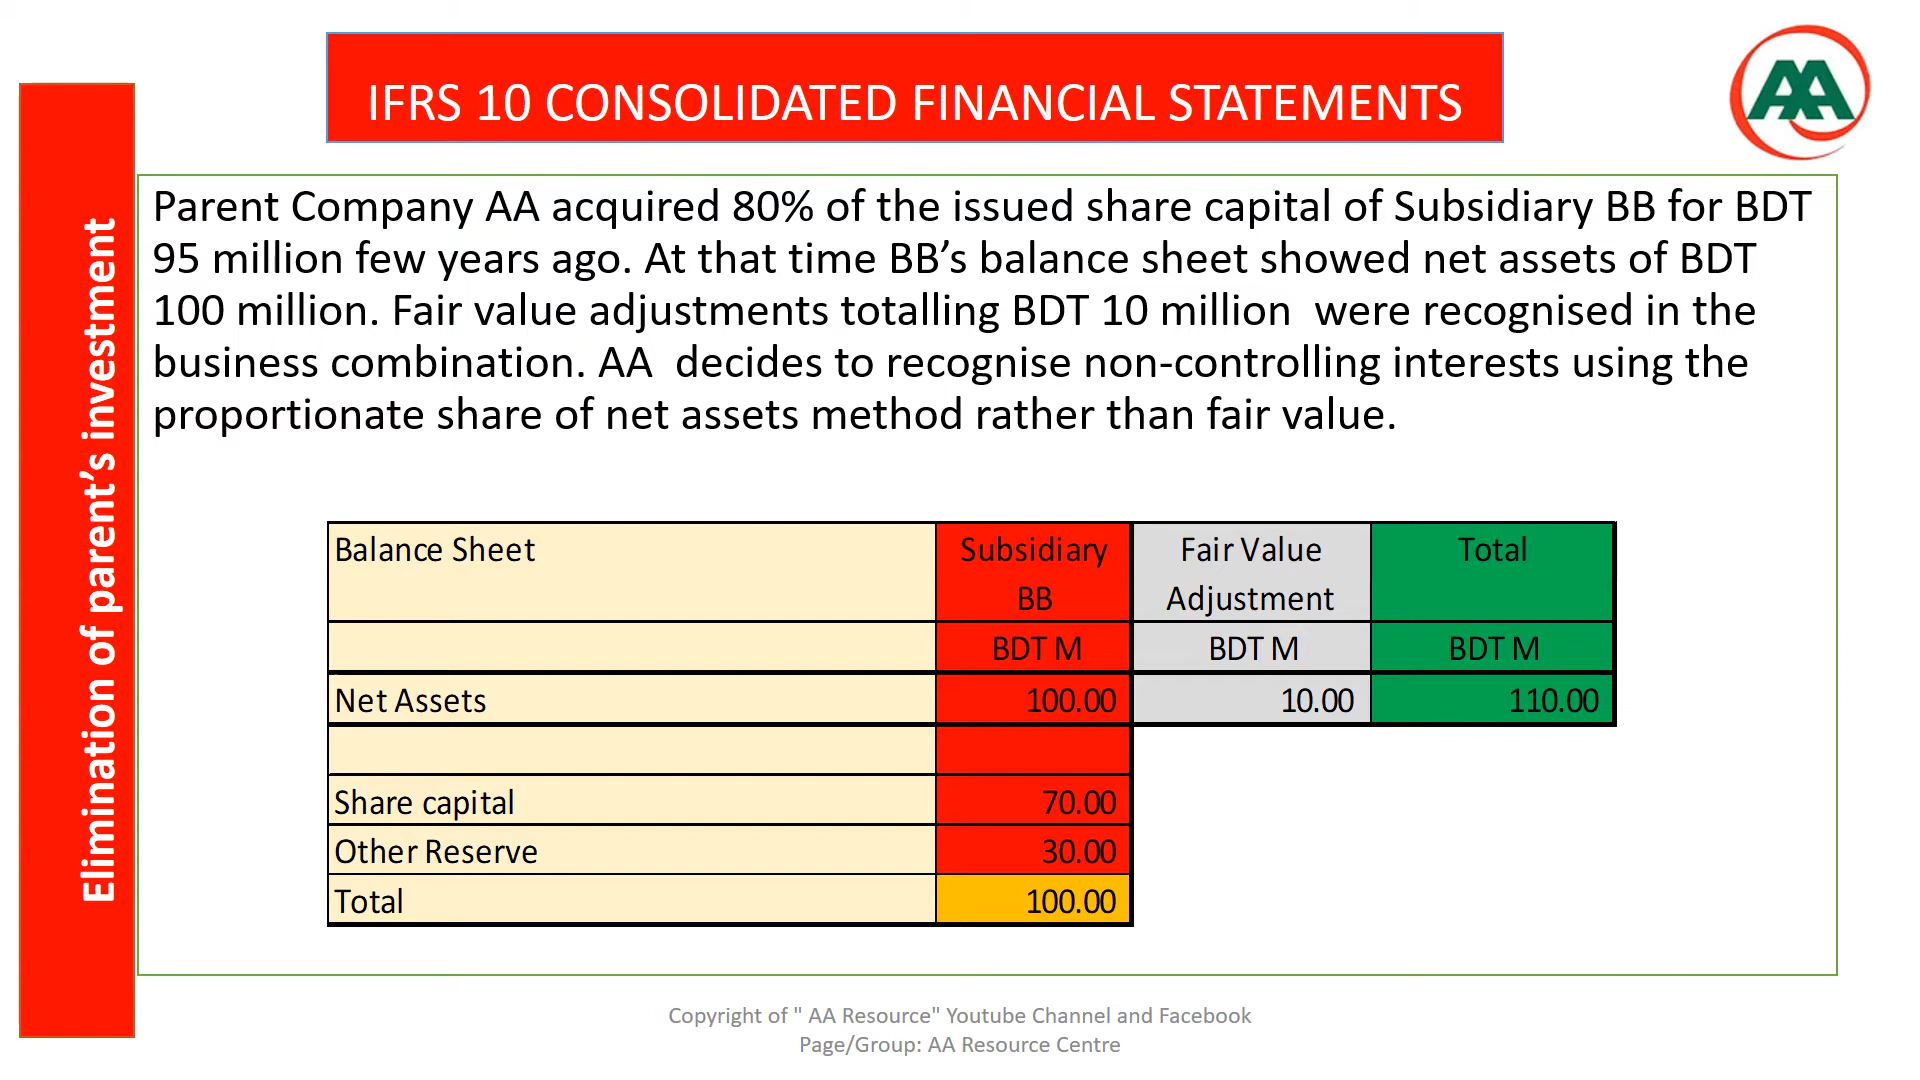 IFRS 10 CONSOLIDATED FINANCIAL STATEMENTS
AA
Elimination of parent's investment
Parent Company AA acquired 80% of the issued share capital of Subsidiary BB for BDT
95 million few years ago. At that time BB's balance sheet showed net assets of BDT
100 million. Fair value adjustments totalling BDT 10 million were recognised in the
business combination. AA decides to recognise non-controlling interests using the
proportionate share of net assets method rather than fair value.
Balance Sheet Subsidiary BB Fair Value Adjustment Total
BDT M BDT M BDT M
Net Assets 100.00 10.00 110.00
Share capital 70.00
Other Reserve 30.00
Total 100.00
Copyright of " AA Resource" Youtube Channel and Facebook
Page/Group: AA Resource Centre